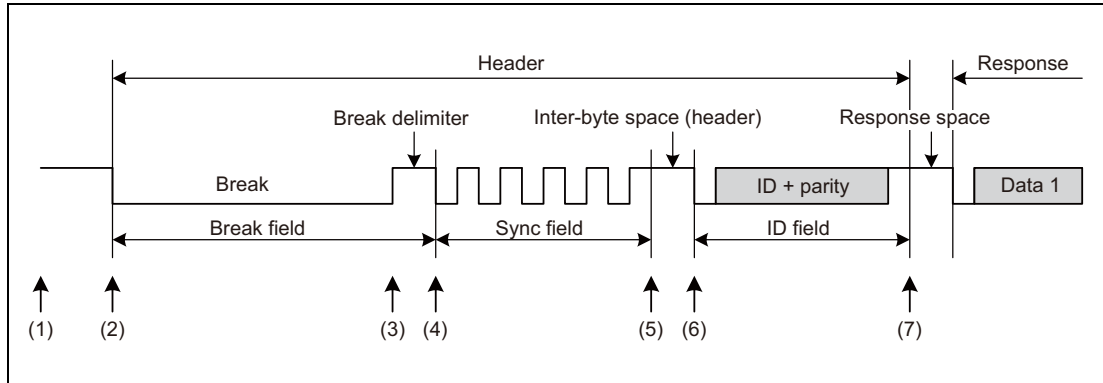 Header
Response
Break delimiter
Inter-byte space (header)
Response space
Break
ID + parity
Data 1
Break field
Sync field
ID field
(1)
(2)
(3)
(4)
(5)
(6)
(7)